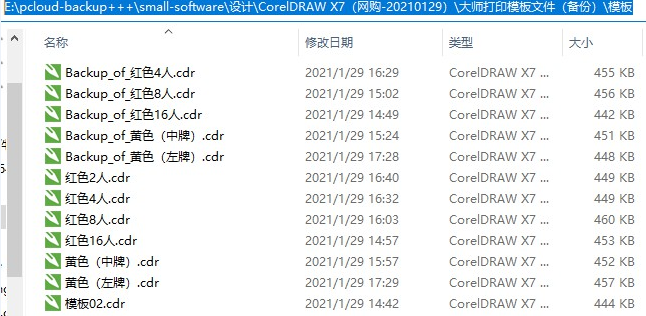 E:\pcloud-backup+++\small-software\设计\CorelDRAW X7（网购-20210129）\大师打印模板文件（备份）\模板
名称 修改日期 类型 大小
Backup_of_红色4人.cdr 2021/1/29 16:29 CorelDRAW X7 ... 455 KB
Backup_of_红色8人.cdr 2021/1/29 15:02 CorelDRAW X7 ... 456 KB
Backup_of_红色16人.cdr 2021/1/29 14:49 CorelDRAW X7 ... 442 KB
Backup_of_黄色（中牌）.cdr 2021/1/29 15:24 CorelDRAW X7 ... 451 KB
Backup_of_黄色（左牌）.cdr 2021/1/29 17:28 CorelDRAW X7 ... 448 KB
红色2人.cdr 2021/1/29 16:40 CorelDRAW X7 ... 449 KB
红色4人.cdr 2021/1/29 16:32 CorelDRAW X7 ... 449 KB
红色8人.cdr 2021/1/29 16:03 CorelDRAW X7 ... 460 KB
红色16人.cdr 2021/1/29 14:57 CorelDRAW X7 ... 453 KB
黄色（中牌）.cdr 2021/1/29 15:57 CorelDRAW X7 ... 452 KB
黄色（左牌）.cdr 2021/1/29 17:29 CorelDRAW X7 ... 457 KB
模板02.cdr 2021/1/29 14:42 CorelDRAW X7 ... 444 KB